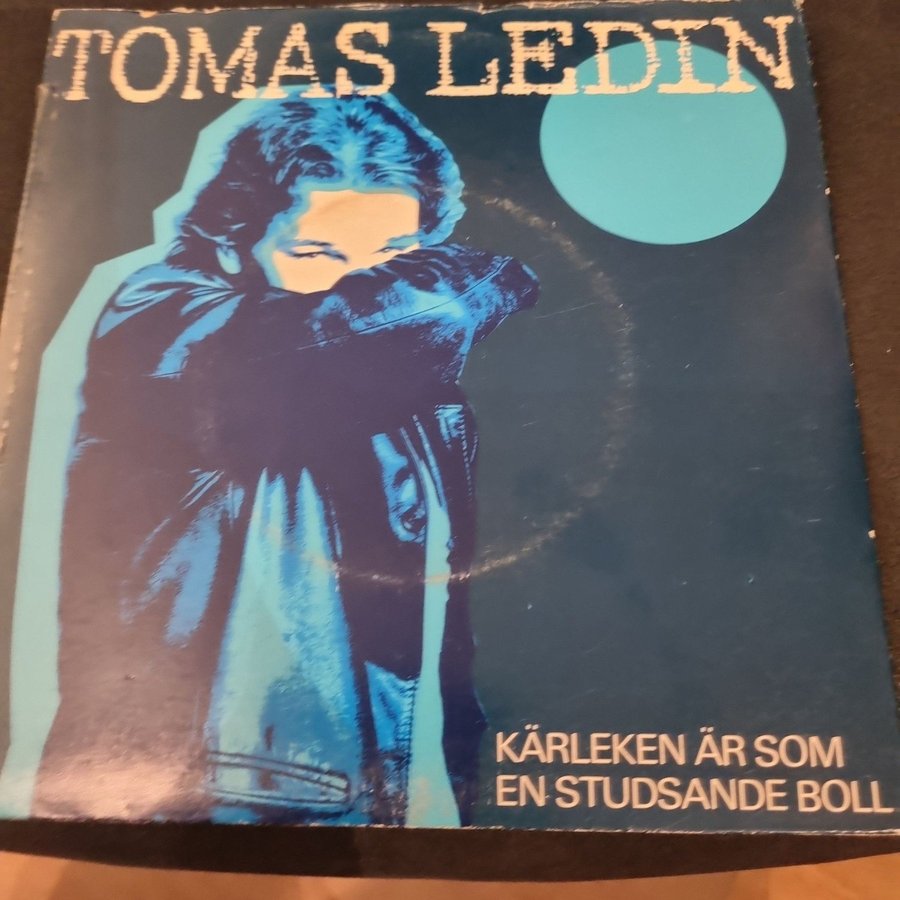 TOMAS LEDIN
KÄRLEKEN ÄR SOM
EN STUDSANDE BOLL